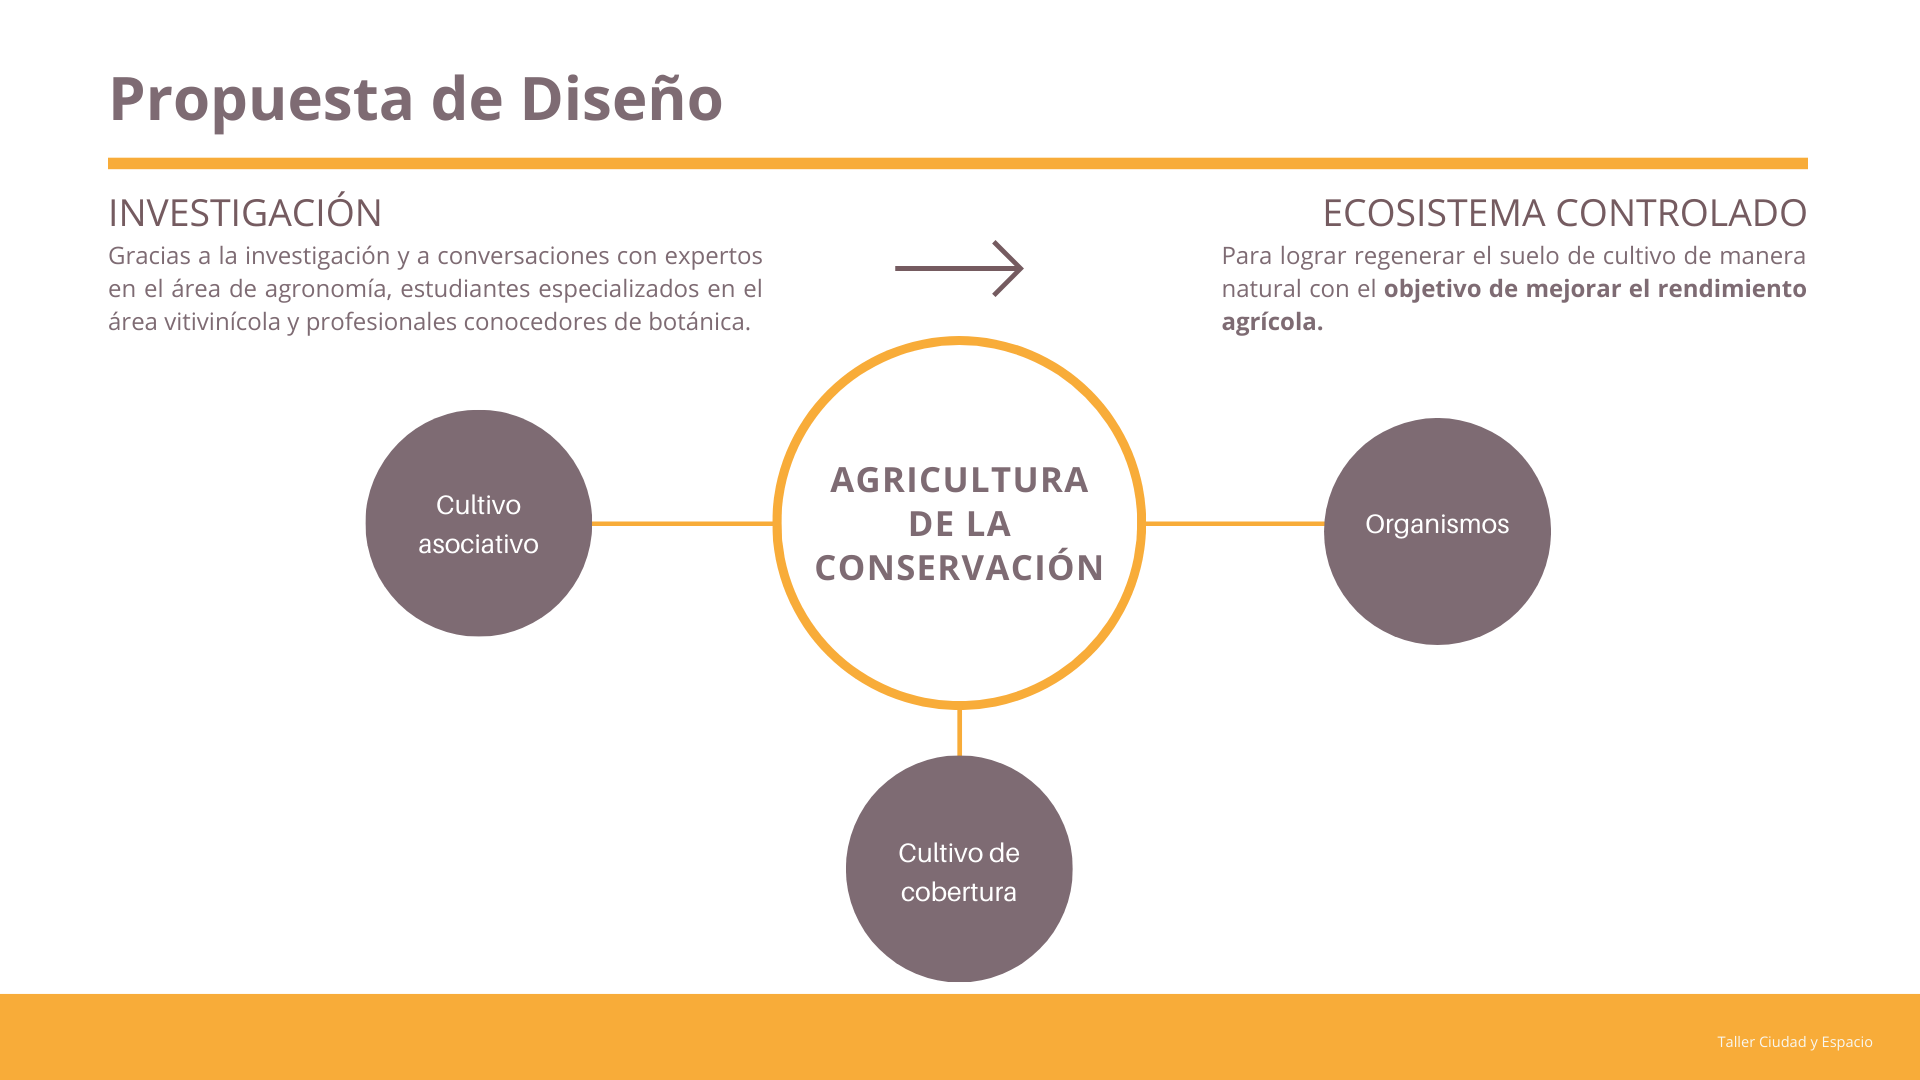 Propuesta de Diseño
INVESTIGACIÓN
Gracias a la investigación y a conversaciones con expertos
en el área de agronomía, estudiantes especializados en el
área vitivinícola y profesionales conocedores de botánica.
ECOSISTEMA CONTROLADO
Para lograr regenerar el suelo de cultivo de manera
natural con el objetivo de mejorar el rendimiento
agrícola.
Cultivo
asociativo
AGRICULTURA
DE LA
CONSERVACIÓN
Organismos
Cultivo de
cobertura
Taller Ciudad y Espacio